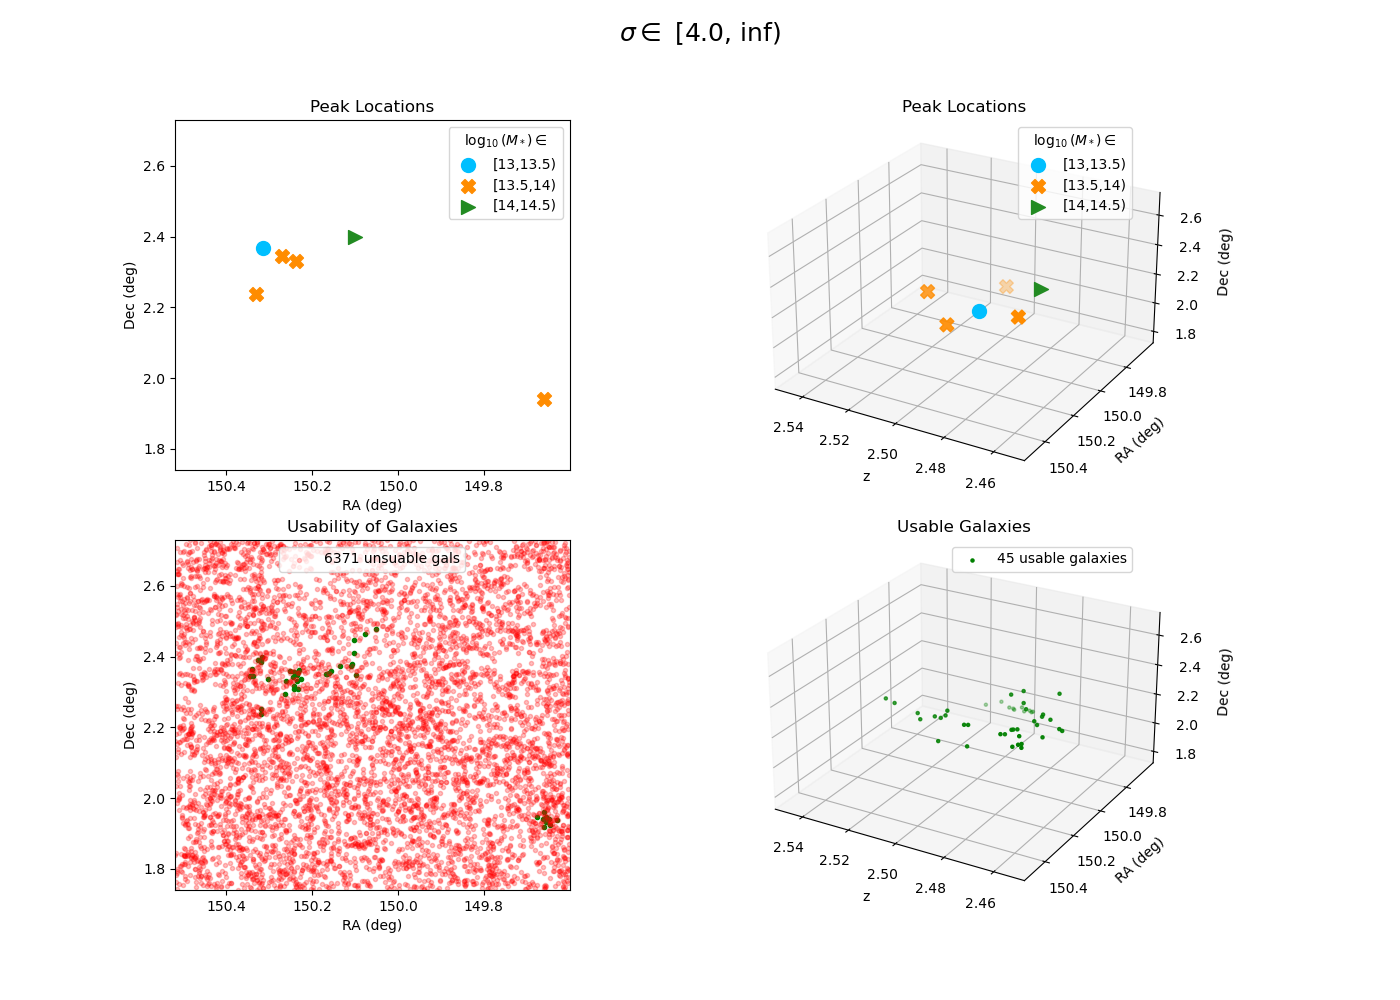 σ ∈ [4.0, inf)
Peak Locations
log₁₀(M*) ∈
[13,13.5)
[13.5,14)
[14,14.5)
2.6
2.4
2.2
2.0
1.8
Dec (deg)
150.4 150.2 150.0 149.8
RA (deg)
Peak Locations
log₁₀(M*) ∈
[13,13.5)
[13.5,14)
[14,14.5)
2.6
2.4
2.2
2.0
1.8
Dec (deg)
149.8
150.0
150.2
150.4
RA (deg)
2.54
2.52
2.50
2.48
2.46
z
Usability of Galaxies
6371 unsuable gals
2.6
2.4
2.2
2.0
1.8
Dec (deg)
150.4 150.2 150.0 149.8
RA (deg)
Usable Galaxies
45 usable galaxies
2.6
2.4
2.2
2.0
1.8
Dec (deg)
149.8
150.0
150.2
150.4
RA (deg)
2.54
2.52
2.50
2.48
2.46
z